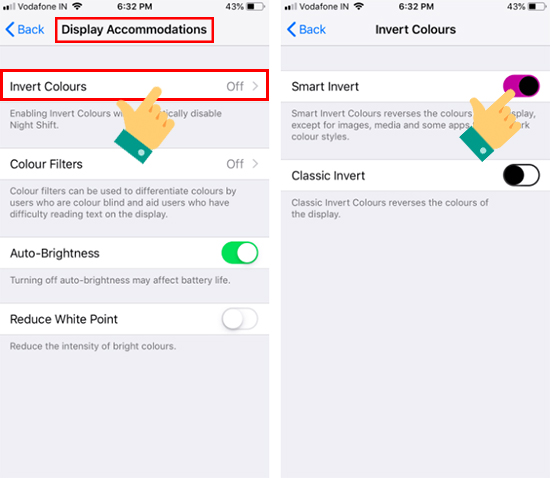 Vodafone IN 6:32 PM 43%
Back Display Accommodations
Invert Colours Off
Enabling Invert Colours w ically disable
Night Shift.
Colour Filters Off
Colour filters can be used to differentiate colours by
users who are colour blind and aid users who have
difficulty reading text on the display.
Auto-Brightness
Turning off auto-brightness may affect battery life.
Reduce White Point
Reduce the intensity of bright colours.
Vodafone IN 6:32 PM 43%
Back Invert Colours
Smart Invert
Smart Invert Colours reverses the colours play,
except for images, media and some apps rk
colour styles.
Classic Invert
Classic Invert Colours reverses the colours of
the display.